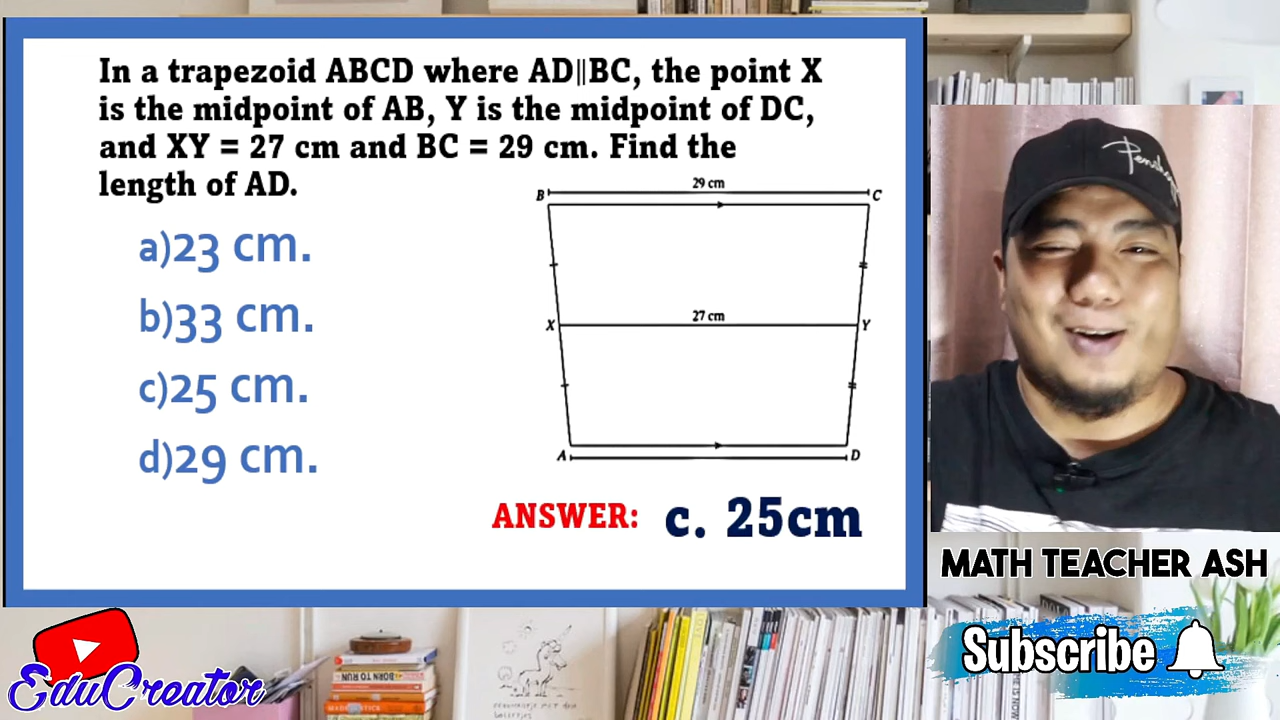 In a trapezoid ABCD where AD∥BC, the point X
is the midpoint of AB, Y is the midpoint of DC,
and XY = 27 cm and BC = 29 cm. Find the
length of AD.
a)23 cm.
b)33 cm.
c)25 cm.
d)29 cm.
29 cm
B
C
27 cm
X
Y
A
D
ANSWER: c. 25cm
MATH TEACHER ASH
Subscribe
EduCreator
BORN TO RUN